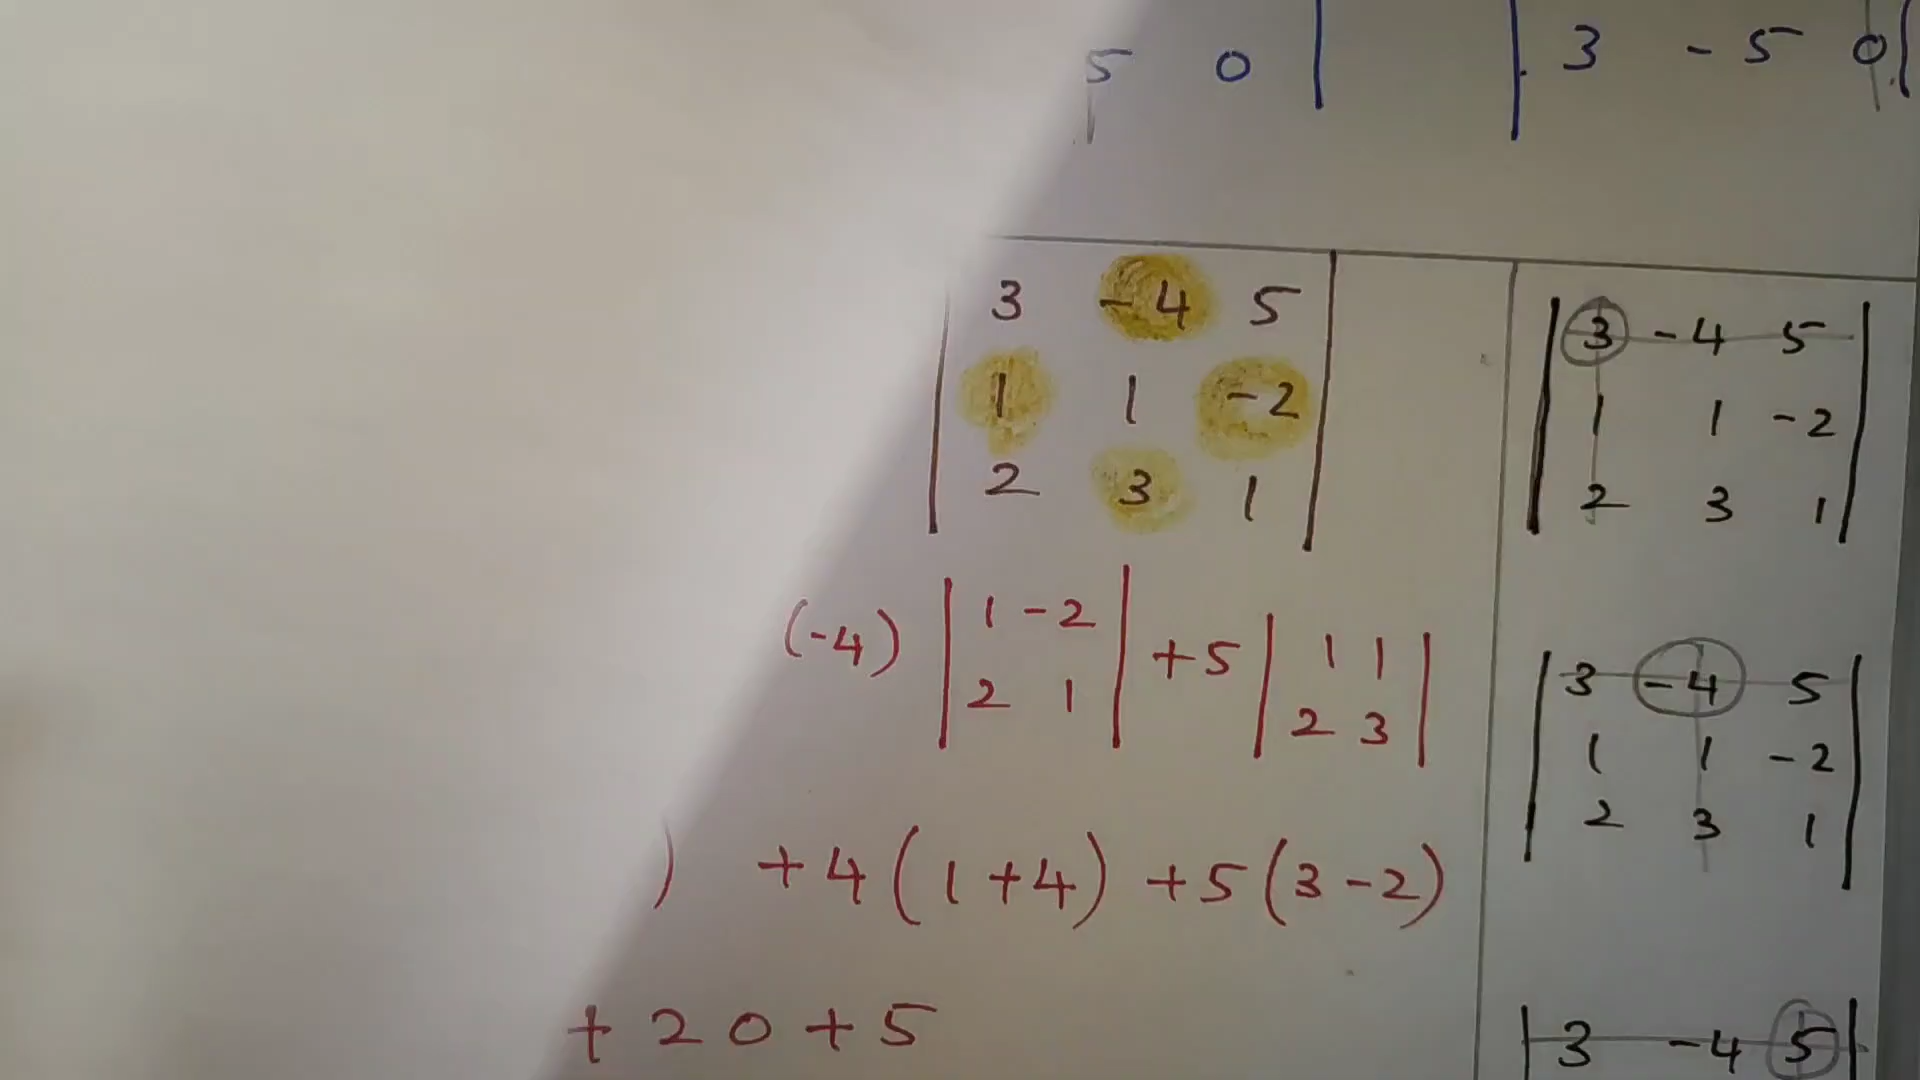 5 0 | | 3 -5 0 |
| 3 -4 5 |
| 1 1 -2 |
| 2 3 1 |
(-4) | 1 -2 | +5 | 1 1 |
| 2 1 | | 2 3 |
) +4(1+4) +5(3-2)
+20+5
| 3 -4 5 |
| 1 1 -2 |
| 2 3 1 |
| 3 -4 5 |
| 1 1 -2 |
| 2 3 1 |
| 3 -4 5 |